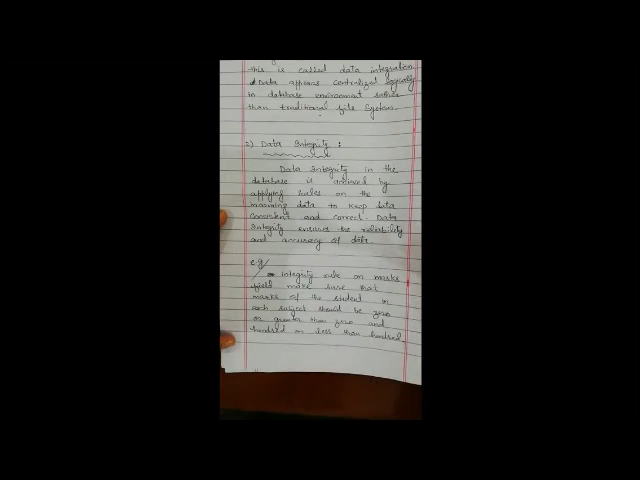 this is called data integration
Data appears centralized logically
in database environment rather
than traditional file System.
2) Data Integrity :
Data Integrity in the
database is achieved by
applying rules on the
incoming data to keep data
consistent and correct. Data
Integrity ensures the reliability
and accuracy of data
e.g
Integrity rule on marks
field make sure that
marks of the student in
each subject should be zero
or greater than zero and
hundred or less than hundred.